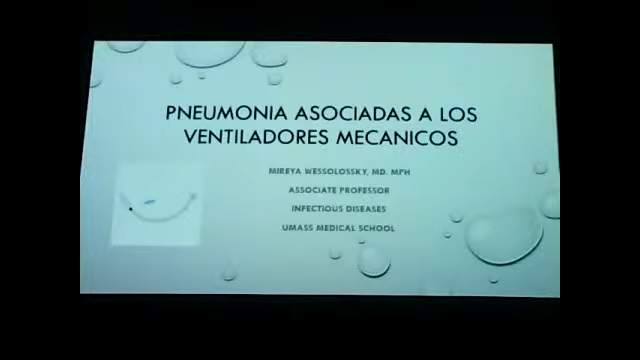 PNEUMONIA ASOCIADAS A LOS
VENTILADORES MECANICOS
MIREYA WESSOLOSSKY, MD. MPH
ASSOCIATE PROFESSOR
INFECTIOUS DISEASES
UMASS MEDICAL SCHOOL